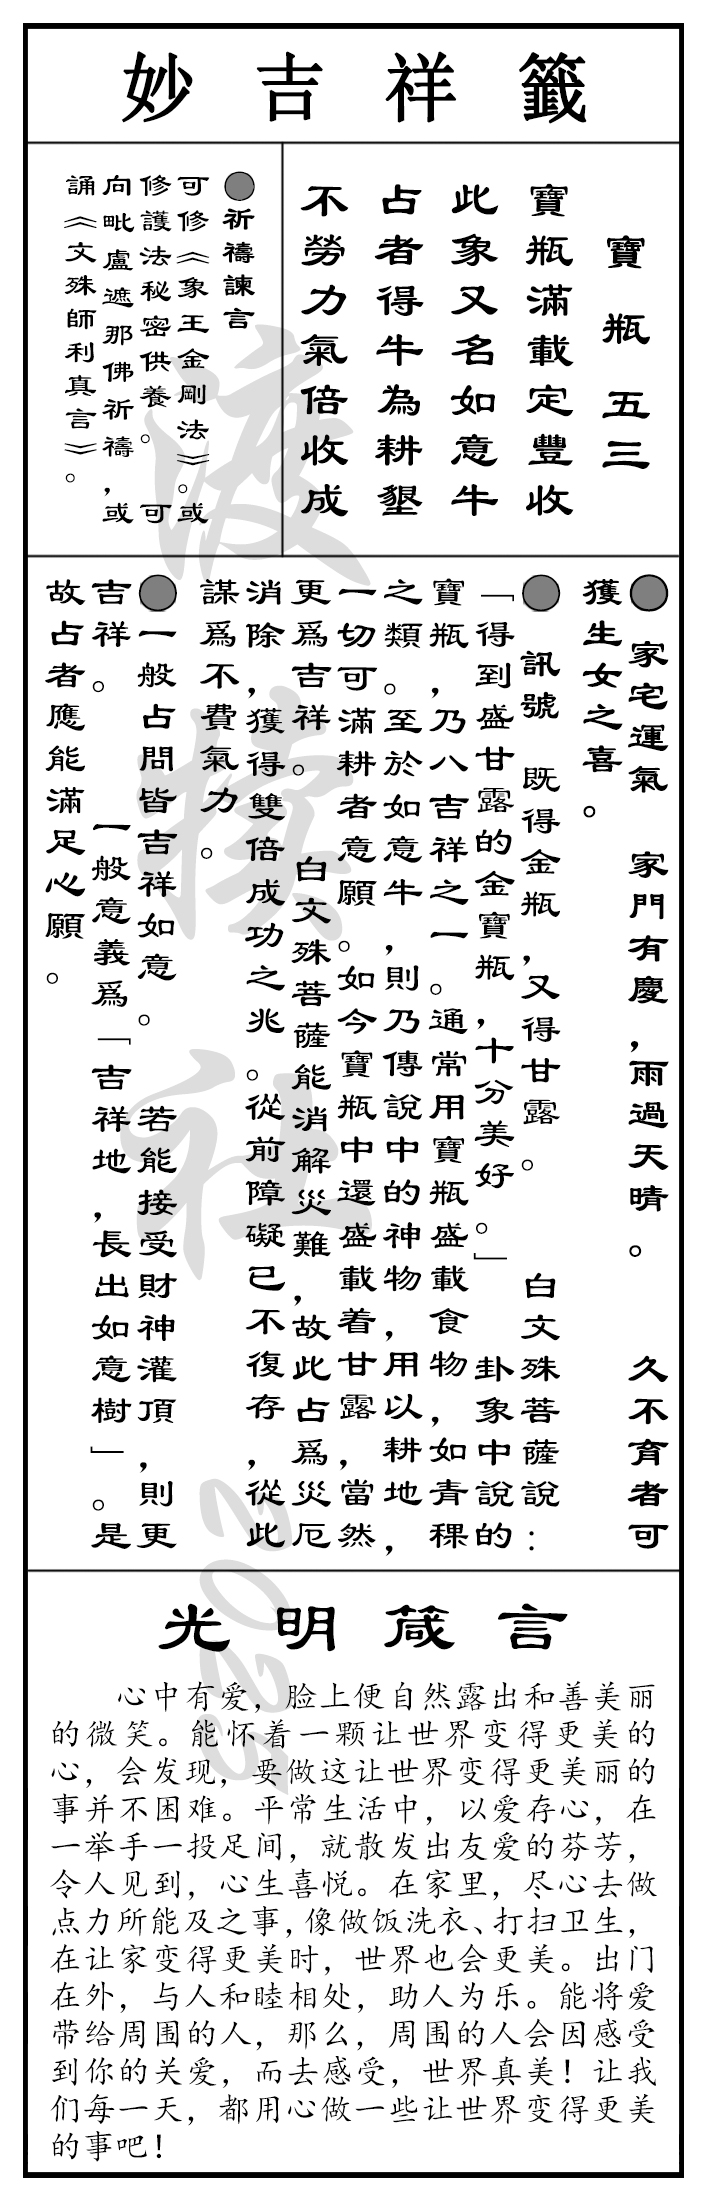 妙吉祥籤
寶瓶 五三
寶瓶滿載定豐收
此象又名如意牛
占者得牛為耕墾
不勞力氣倍收成
●祈禱諫言
可修《象王金剛法》。或
修護法秘密供養。 可
向毗盧遮那佛祈禱，或
誦《文殊師利真言》。
● 家宅運氣 家門有慶，雨過天晴。 久不育者可
獲生女之喜。
● 訊號 既得金瓶，又得甘露。 白文殊菩薩說：
「得到盛甘露的金寶瓶，十分美好。」 卦象中說的
寶瓶，乃八吉祥之一。通常用寶瓶盛載食物，如青稞
之類。至於如意牛，則乃傳說中的神物，用以耕地，
一切可滿耕者意願。如今寶瓶中還盛載着甘露，當然
更爲吉祥。 白文殊菩薩能消解災難，故此占爲災厄
消除，獲得雙倍成功之兆。從前障礙已不復存，從此
謀爲不費氣力。
●一般占問皆吉祥如意。 若能接受財神灌頂，則更
吉祥。 一般意義爲「吉祥地，長出如意樹」。是
故占者應能滿足心願。
光明箴言
心中有爱，脸上便自然露出和善美丽
的微笑。能怀着一颗让世界变得更美的
心，会发现，要做这让世界变得更美丽的
事并不困难。平常生活中，以爱存心，在
一举手一投足间，就散发出友爱的芬芳，
令人见到，心生喜悦。在家里，尽心去做
点力所能及之事，像做饭洗衣、打扫卫生，
在让家变得更美时，世界也会更美。出门
在外，与人和睦相处，助人为乐。能将爱
带给周围的人，那么，周围的人会因感受
到你的关爱，而去感受，世界真美！让我
们每一天，都用心做一些让世界变得更美
的事吧！